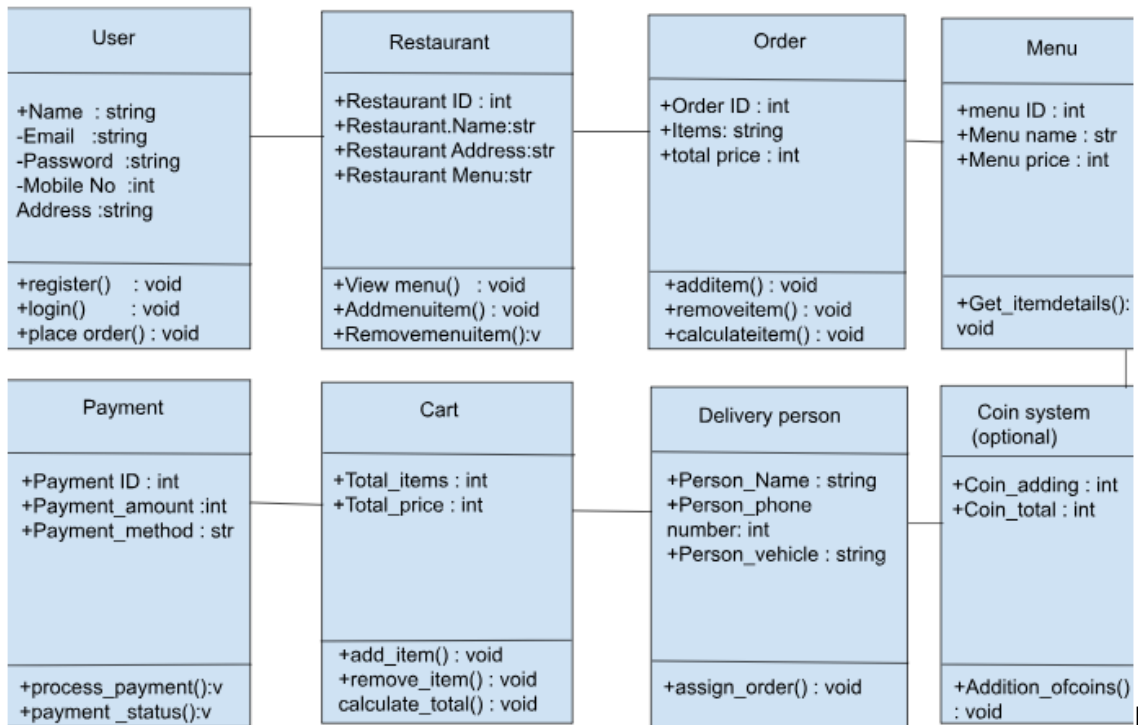 User
+Name : string
-Email :string
-Password :string
-Mobile No :int
Address :string
+register() : void
+login() : void
+place order() : void
Restaurant
+Restaurant ID : int
+Restaurant.Name:str
+Restaurant Address:str
+Restaurant Menu:str
+View menu() : void
+Addmenuitem() : void
+Removemenuitem():v
Order
+Order ID : int
+Items: string
+total price : int
+additem() : void
+removeitem() : void
+calculateitem() : void
Menu
+menu ID : int
+Menu name : str
+Menu price : int
+Get_itemdetails():
void
Payment
+Payment ID : int
+Payment_amount :int
+Payment_method : str
+process_payment():v
+payment _status():v
Cart
+Total_items : int
+Total_price : int
+add_item() : void
+remove_item() : void
calculate_total() : void
Delivery person
+Person_Name : string
+Person_phone
number: int
+Person_vehicle : string
+assign_order() : void
Coin system
(optional)
+Coin_adding : int
+Coin_total : int
+Addition_ofcoins()
: void